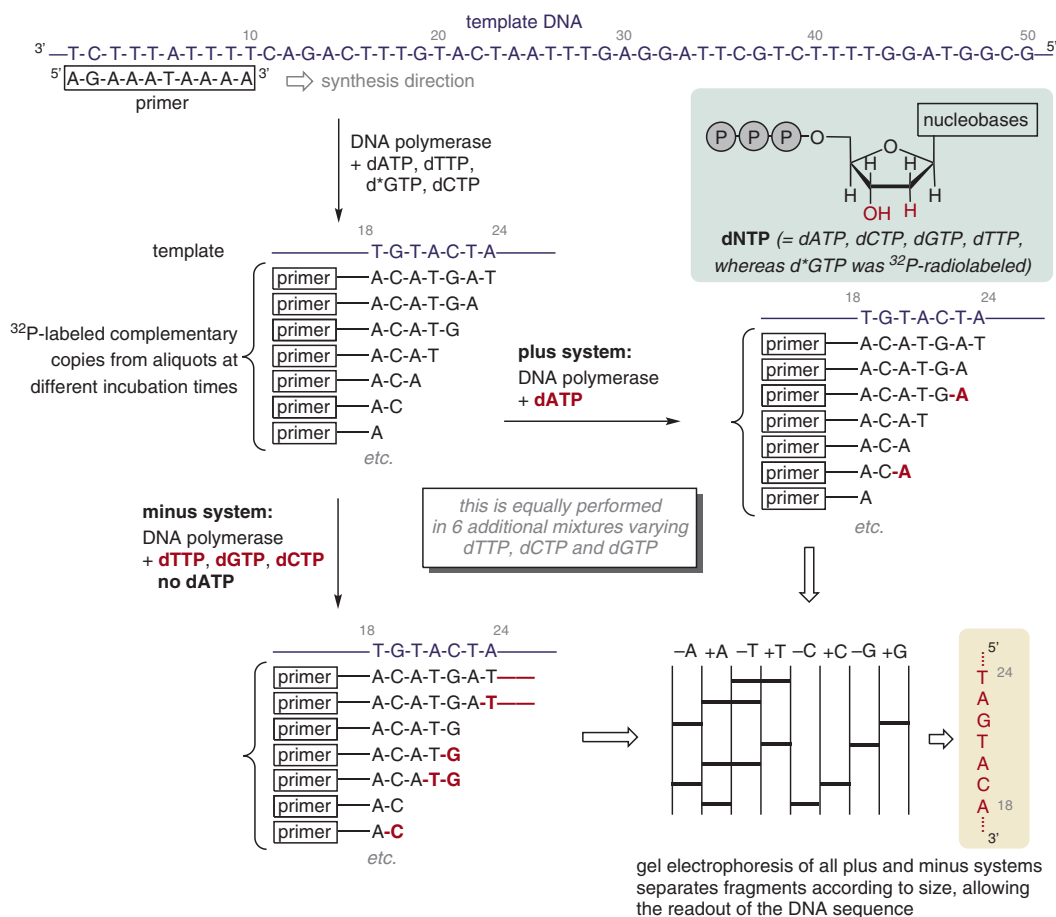 template DNA
10 20 30 40 50
3' T-C-T-T-T-A-T-T-T-T-C-A-G-A-C-T-T-T-G-T-A-C-T-A-A-T-T-T-G-A-G-G-A-T-T-C-G-T-C-T-T-T-T-G-G-A-T-G-G-C-G 5'
5' A-G-A-A-A-T-A-A-A-A 3' synthesis direction
primer
DNA polymerase
+ dATP, dTTP,
d*GTP, dCTP
nucleobases
P P P O O
H H
H H
OH H
dNTP (= dATP, dCTP, dGTP, dTTP,
whereas d*GTP was ³²P-radiolabeled)
18 24
template T-G-T-A-C-T-A
primer A-C-A-T-G-A-T
primer A-C-A-T-G-A
primer A-C-A-T-G
primer A-C-A-T
primer A-C-A
primer A-C
primer A
etc.
³²P-labeled complementary
copies from aliquots at
different incubation times
plus system:
DNA polymerase
+ dATP
18 24
T-G-T-A-C-T-A
primer A-C-A-T-G-A-T
primer A-C-A-T-G-A
primer A-C-A-T-G-A
primer A-C-A-T
primer A-C-A
primer A-C-A
primer A
etc.
this is equally performed
in 6 additional mixtures varying
dTTP, dCTP and dGTP
minus system:
DNA polymerase
+ dTTP, dGTP, dCTP
no dATP
18 24
T-G-T-A-C-T-A
primer A-C-A-T-G-A-T
primer A-C-A-T-G-A-T
primer A-C-A-T-G
primer A-C-A-T-G
primer A-C-A-T-G
primer A-C
primer A-C
etc.
–A +A –T +T –C +C –G +G
5'
T 24
A
G
T
A
C
A 18
3'
gel electrophoresis of all plus and minus systems
separates fragments according to size, allowing
the readout of the DNA sequence